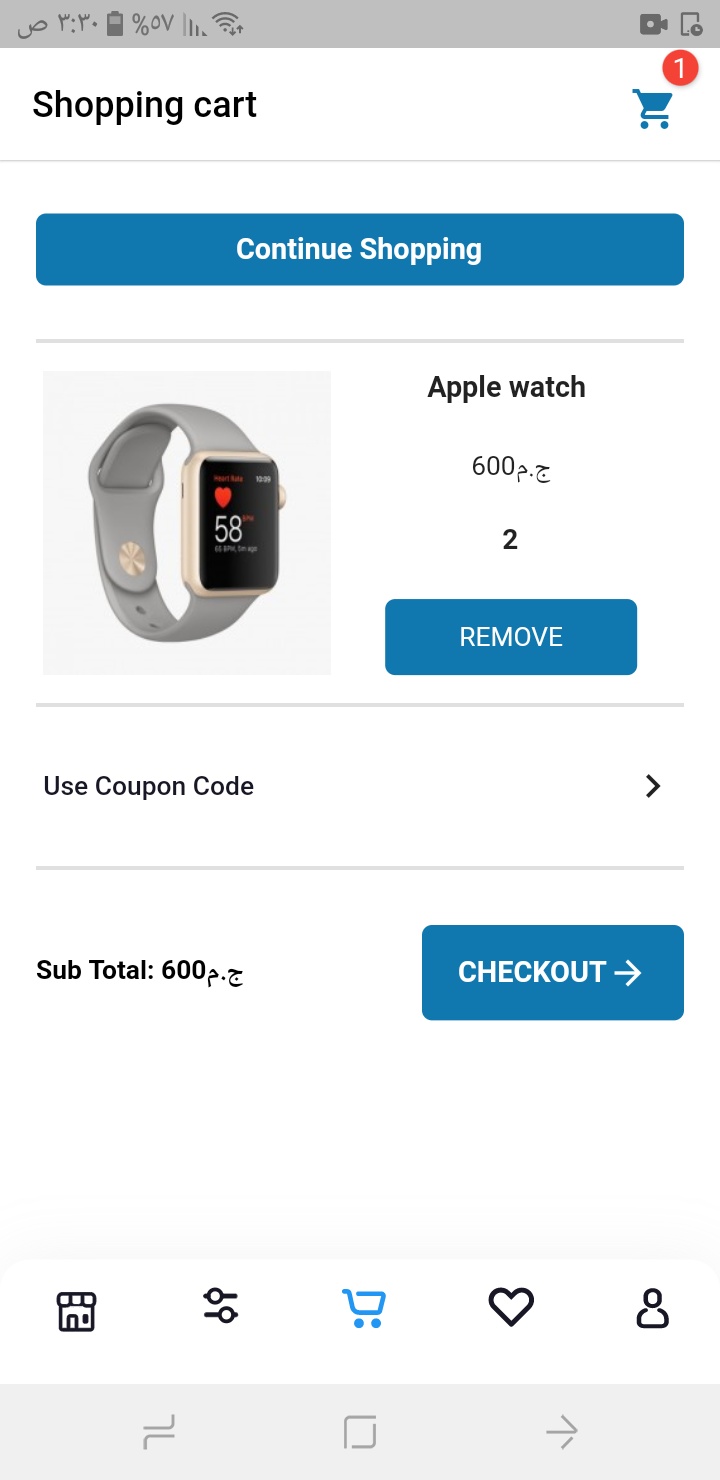 ص ٣:٣٠ %٥٧
1
Shopping cart
Continue Shopping
Apple watch
Heart Rate 10:09
58 BPM
65 BPM, 5m ago
ج.م600
2
REMOVE
Use Coupon Code
Sub Total: 600ج.م
CHECKOUT